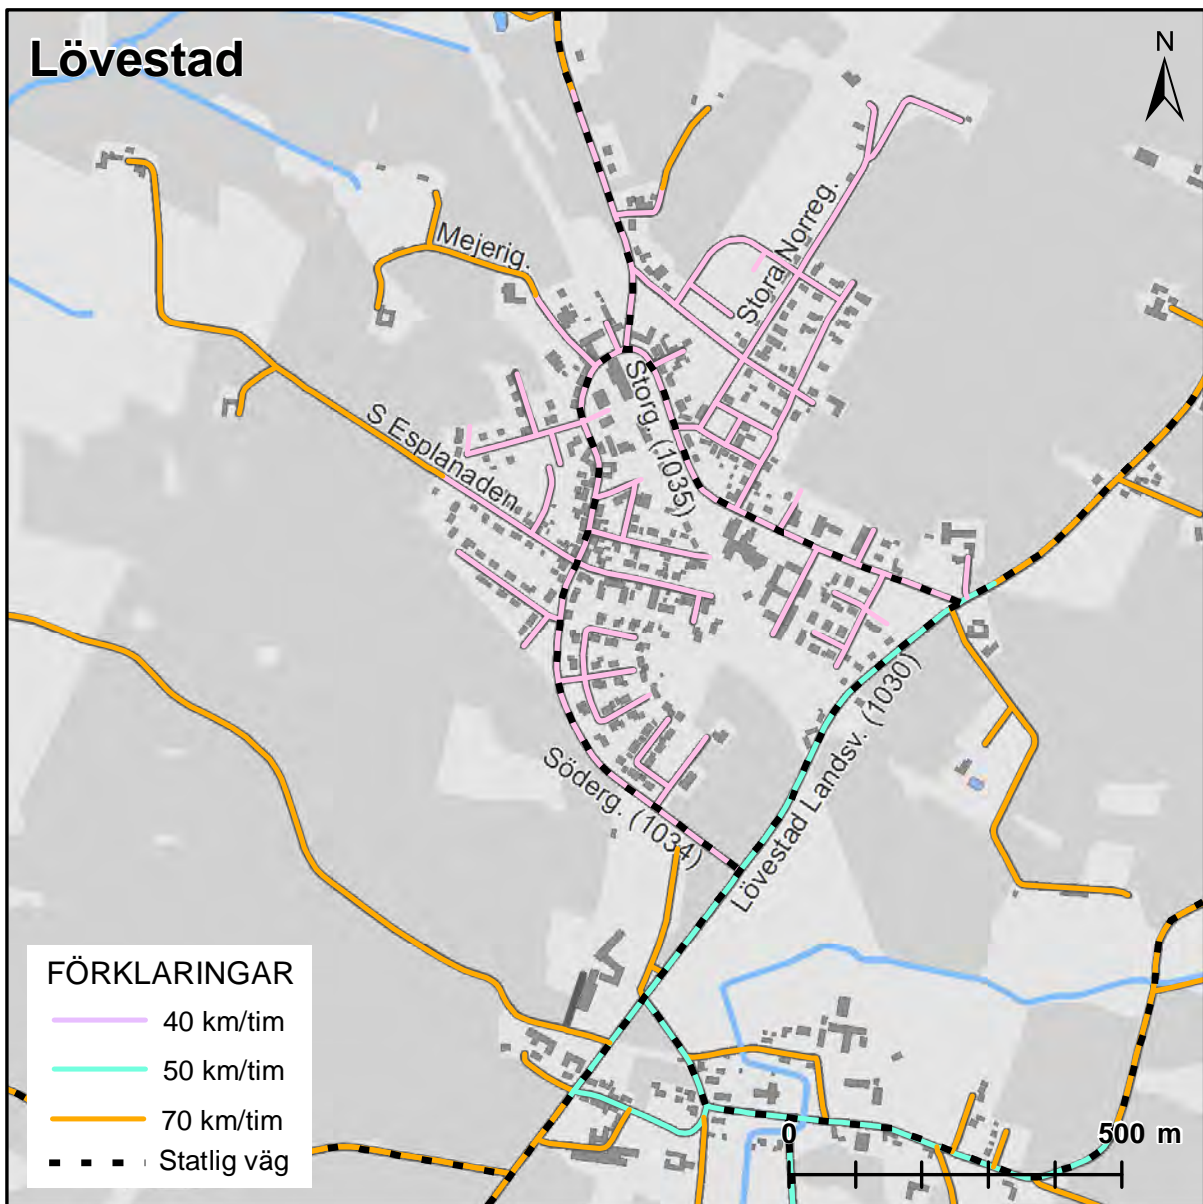 Lövestad
N
Mejerig.
Stora Norreg.
Storg. (1035)
S Esplanaden
Söderg. (1034)
Lövestad Landsv. (1030)
FÖRKLARINGAR
40 km/tim
50 km/tim
70 km/tim
Statlig väg
0 500 m